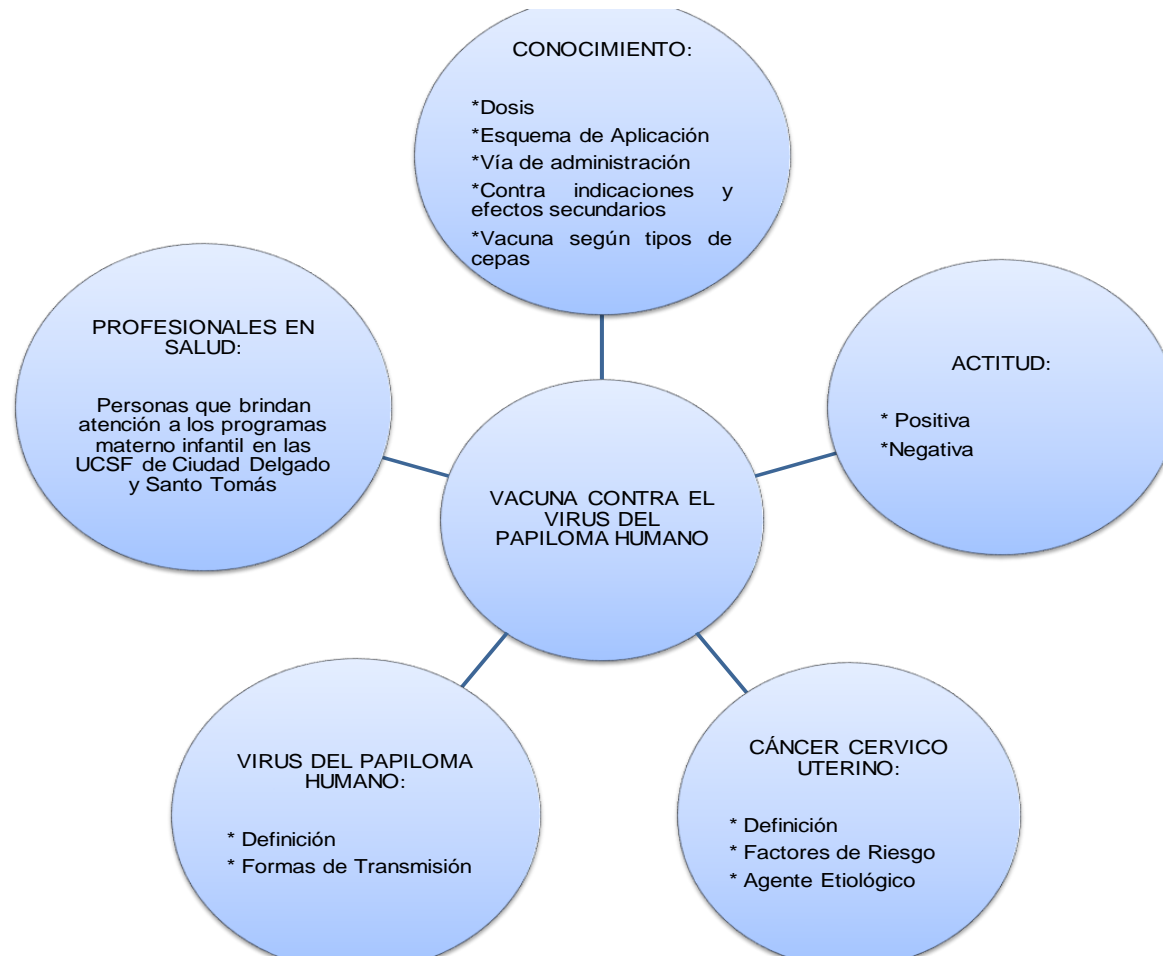 CONOCIMIENTO:
*Dosis
*Esquema de Aplicación
*Vía de administración
*Contra indicaciones y
efectos secundarios
*Vacuna según tipos de
cepas
PROFESIONALES EN
SALUD:
Personas que brindan
atención a los programas
materno infantil en las
UCSF de Ciudad Delgado
y Santo Tomás
ACTITUD:
* Positiva
*Negativa
VACUNA CONTRA EL
VIRUS DEL
PAPILOMA HUMANO
VIRUS DEL PAPILOMA
HUMANO:
* Definición
* Formas de Transmisión
CÁNCER CERVICO
UTERINO:
* Definición
* Factores de Riesgo
* Agente Etiológico